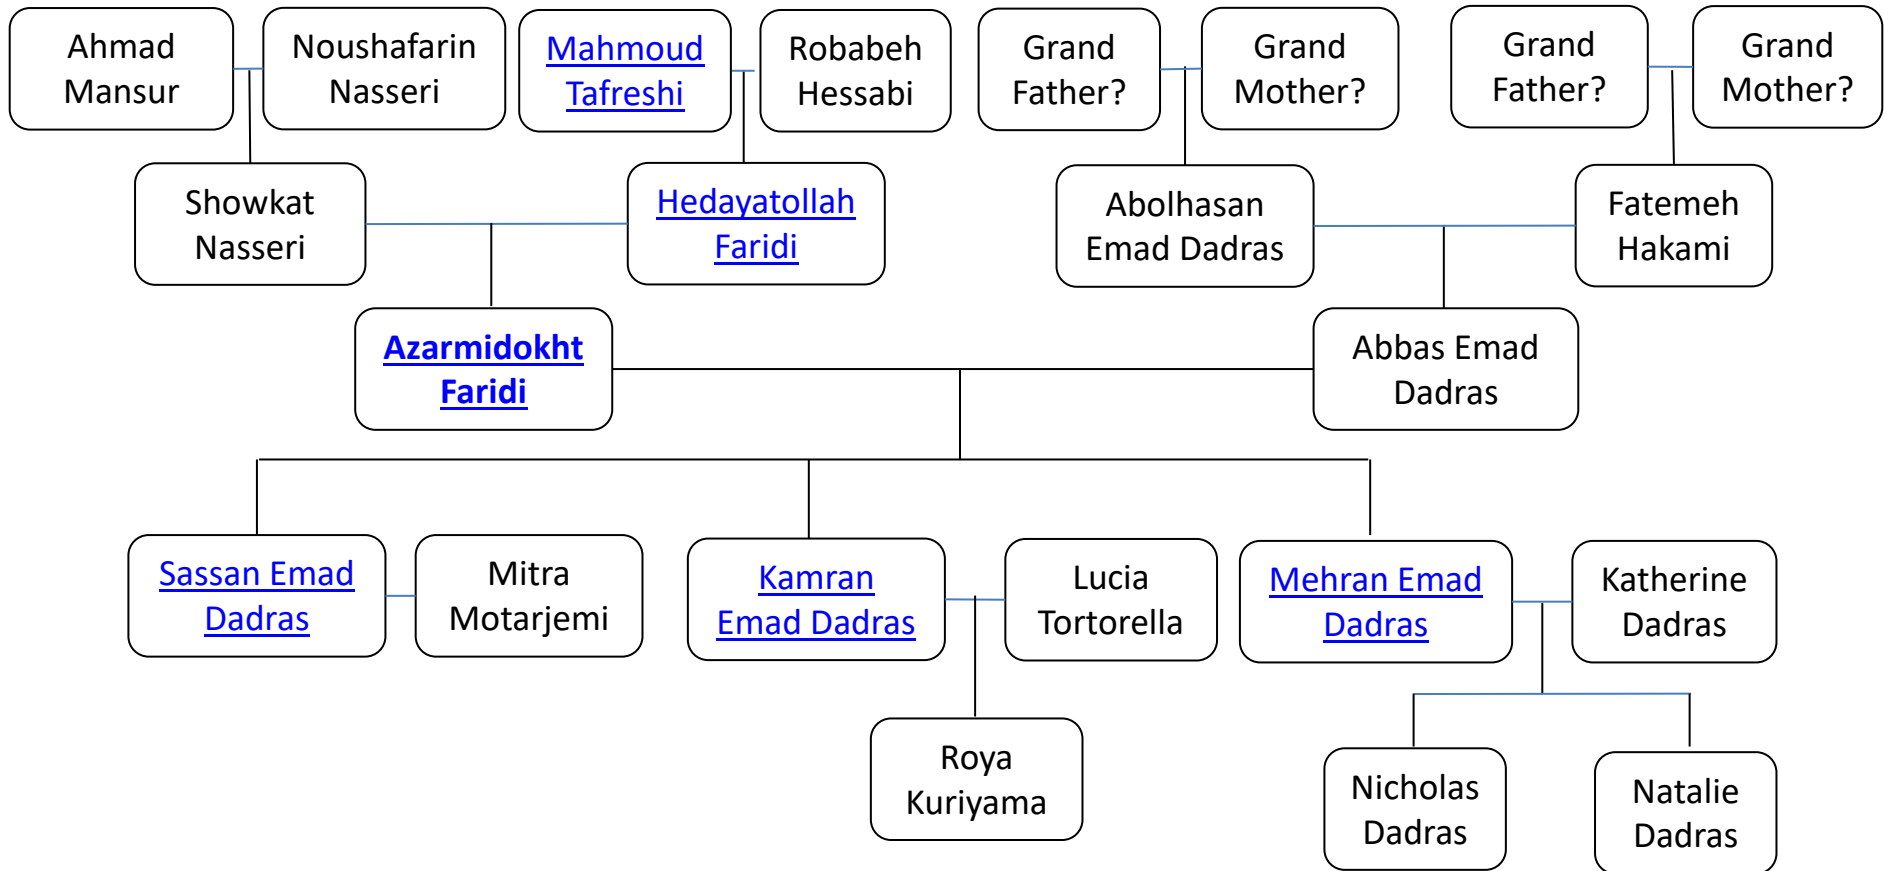 Ahmad
Mansur
Noushafarin
Nasseri
Mahmoud
Tafreshi
Robabeh
Hessabi
Grand
Father?
Grand
Mother?
Grand
Father?
Grand
Mother?
Showkat
Nasseri
Hedayatollah
Faridi
Abolhasan
Emad Dadras
Fatemeh
Hakami
Azarmidokht
Faridi
Abbas Emad
Dadras
Sassan Emad
Dadras
Mitra
Motarjemi
Kamran
Emad Dadras
Lucia
Tortorella
Mehran Emad
Dadras
Katherine
Dadras
Roya
Kuriyama
Nicholas
Dadras
Natalie
Dadras